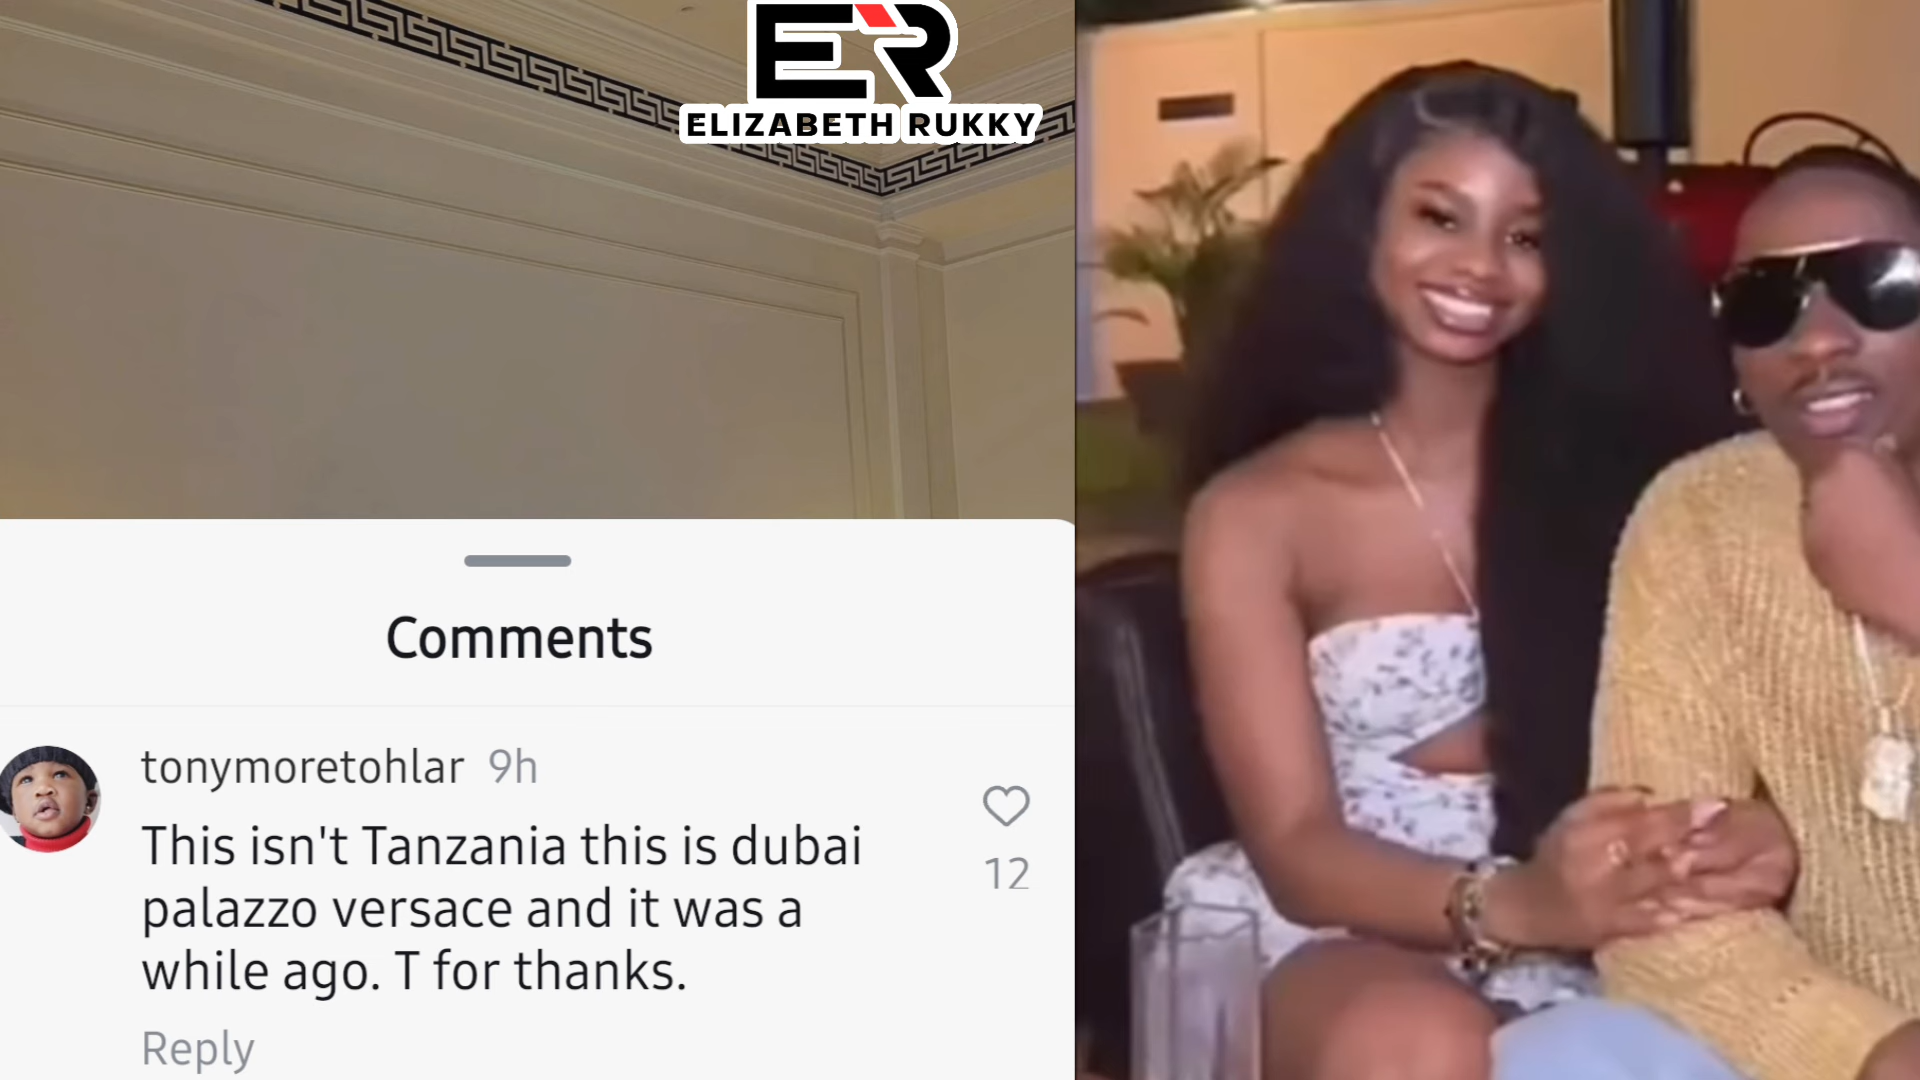 ER
ELIZABETH RUKKY
Comments
tonymoretohlar 9h
This isn't Tanzania this is dubai
palazzo versace and it was a
while ago. T for thanks.
12
Reply